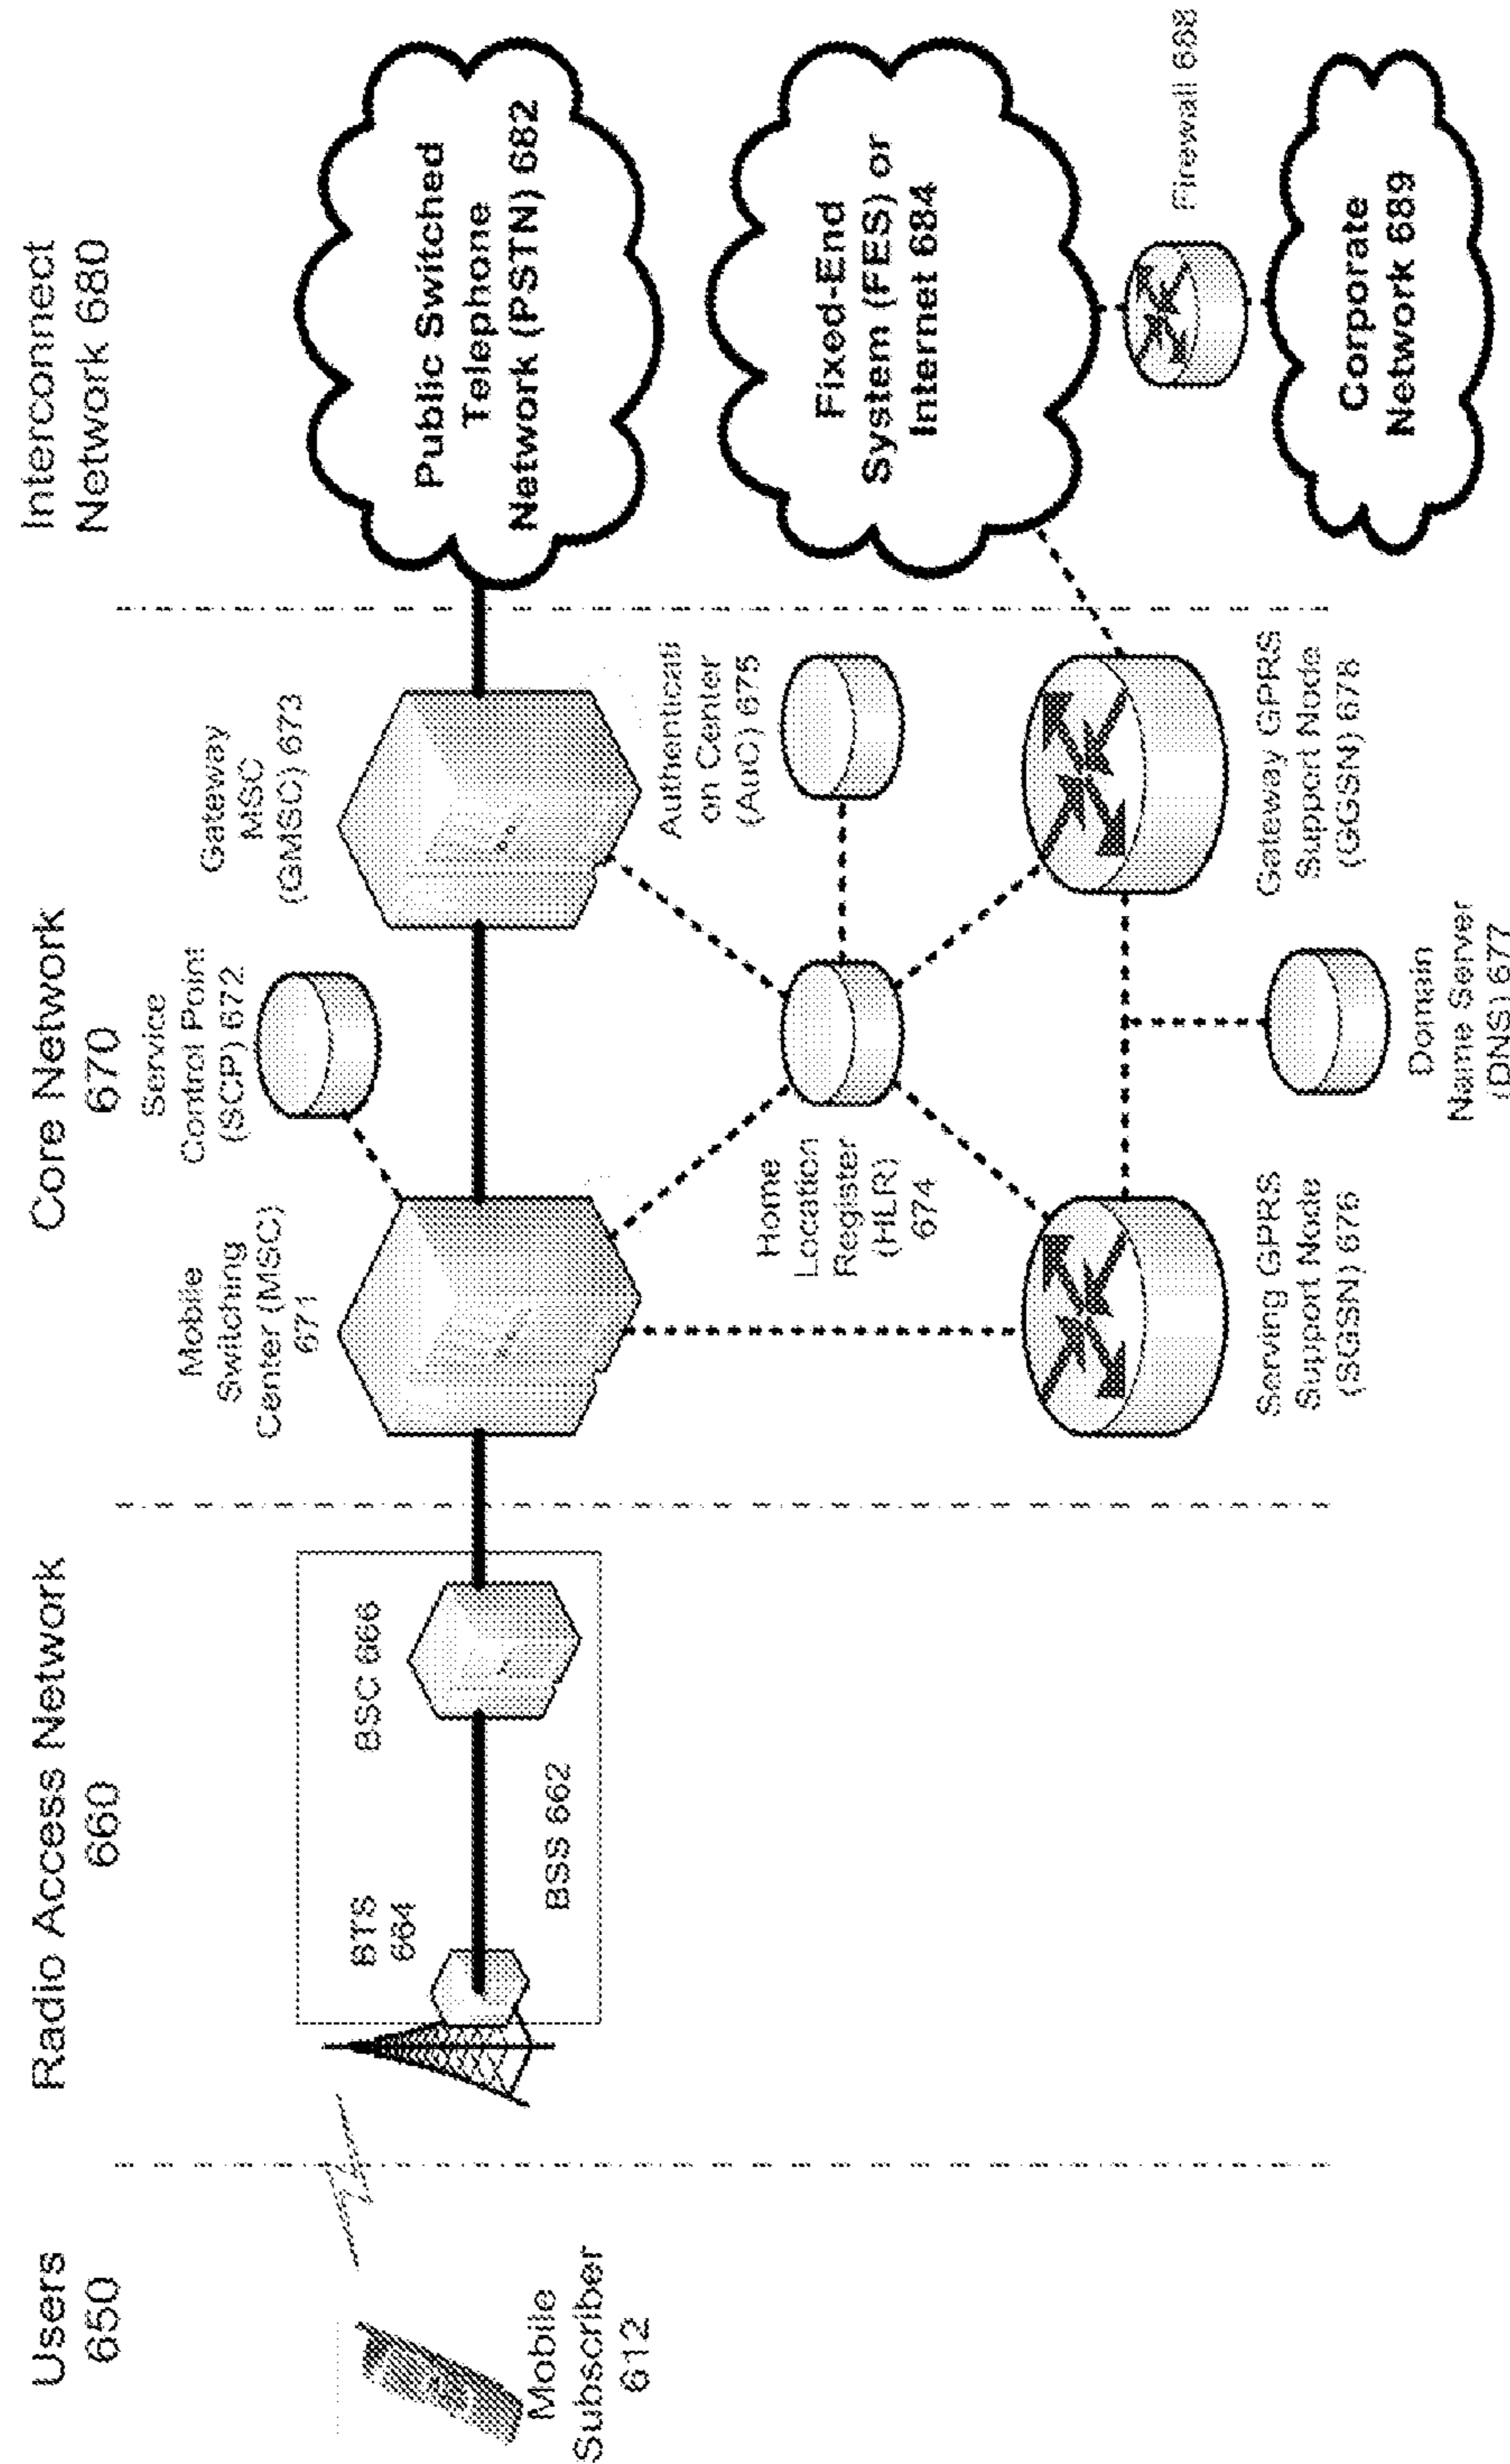 Users
650
Radio Access Network
660
Core Network
670
Interconnect
Network 680
Mobile
Subscriber
612
BTS
664
BSC 666
BSS 662
Mobile
Switching
Center (MSC)
671
Service
Control Point
(SCP) 672
Gateway
MSC
(GMSC) 673
Home
Location
Register
(HLR)
674
Authenticati
on Center
(AuC) 675
Serving GPRS
Support Node
(SGSN) 676
Domain
Name Server
(DNS) 677
Gateway GPRS
Support Node
(GGSN) 678
Public Switched
Telephone
Network (PSTN) 682
Fixed-End
System (FES) or
Internet 684
Firewall 688
Corporate
Network 689